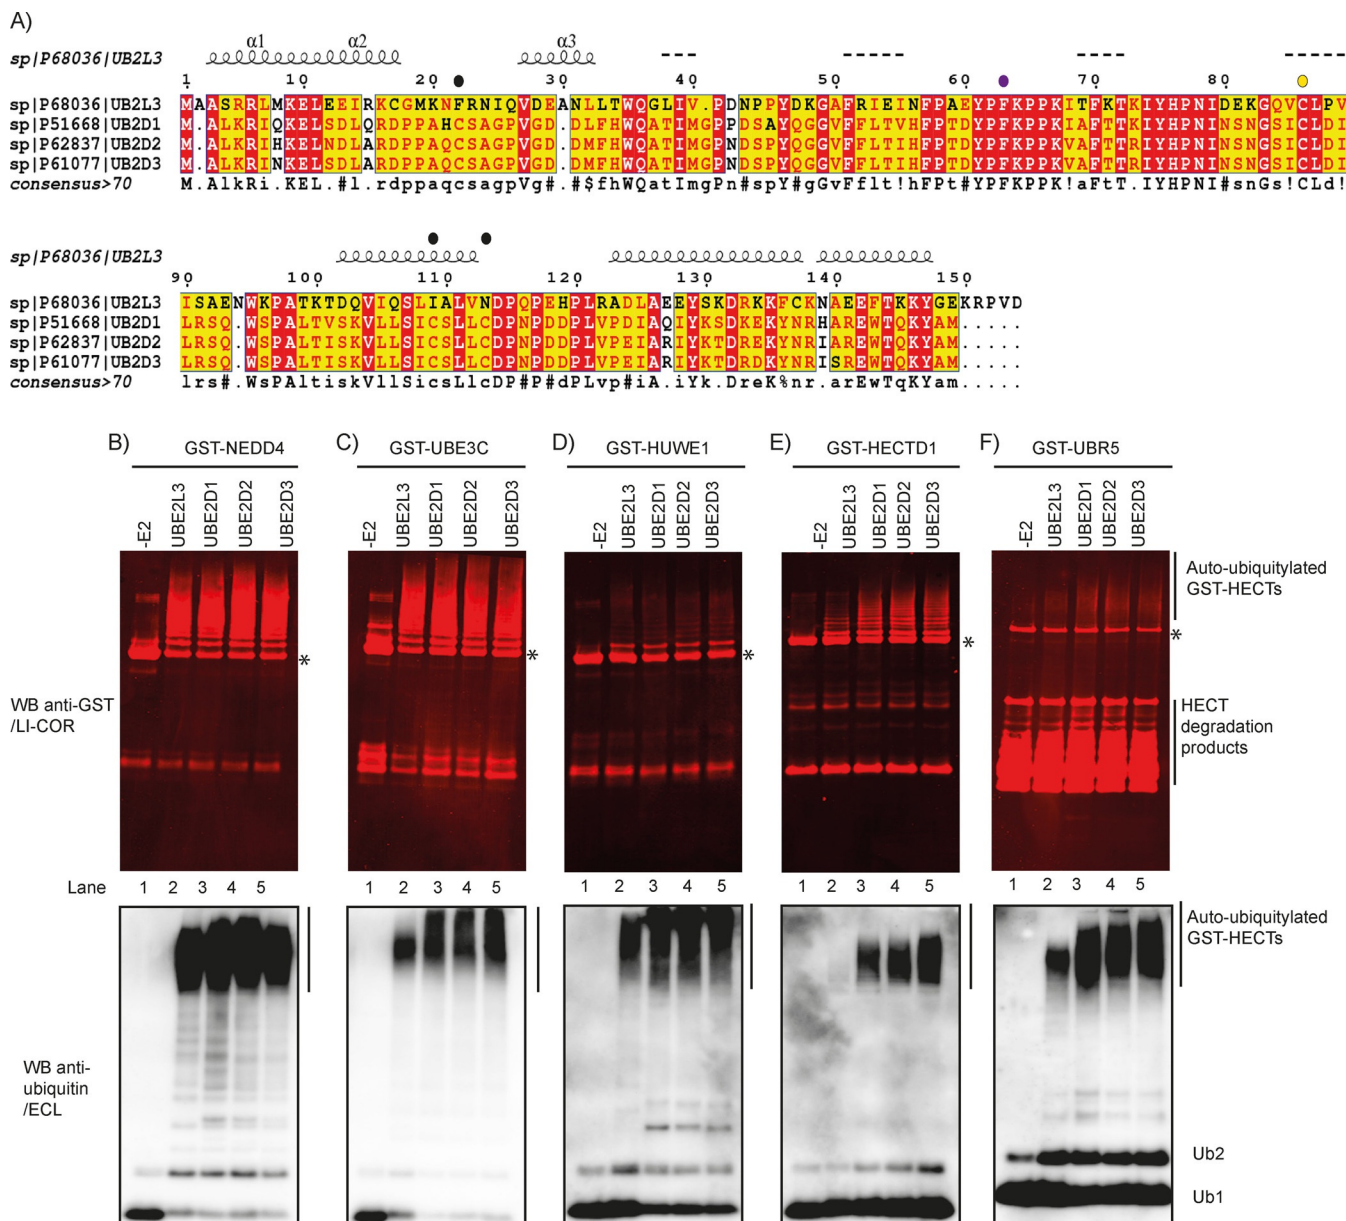 A)
α1 α2 α3
sp|P68036|UB2L3
1 10 20 30 40 50 60 70 80
sp|P68036|UB2L3 MAASRRLMKELEEIRKCGMKNFRNIQVDEANLLTWQGLIV.PDNPPYDKGAFRIEINFPAEYPFKPPKITFKTKIYHPNIDEKGQVCLPV
sp|P51668|UB2D1 M.ALKRIQKELSDLQRDPPAHCSAGPVGD.DLFHWQATIMGPPDSAYQGGVFFLTVHFPTDYPFKPPKIAFTTKIYHPNINSNGSICLDI
sp|P62837|UB2D2 M.ALKRIHKELNDLARDPPAQCSAGPVGD.DMFHWQATIMGPNDSPYQGGVFFLTIHFPTDYPFKPPKVAFTTRIYHPNINSNGSICLDI
sp|P61077|UB2D3 M.ALKRINKELSDLARDPPAQCSAGPVGD.DMFHWQATIMGPNDSPYQGGVFFLTIHFPTDYPFKPPKVAFTTRIYHPNINSNGSICLDI
consensus>70 M.AlkRi.KEL.#l.rdppaqcsagpVg#.#$fhWQatImgPn#spY#gGvFflt!hFPt#YPFKPPK!aFtT.IYHPNI#snGs!CLd!
sp|P68036|UB2L3
90 100 110 120 130 140 150
sp|P68036|UB2L3 ISAENWKPATKTDQVIQSLIALVNDPQPEHPLRADLAEEYSKDRKKFCKNAEEFTKKYGEKRPVD
sp|P51668|UB2D1 LRSQ.WSPALTVSKVLLSICSLLCDPNPDDPLVPDIAQIYKSDKEKYNRHAREWTQKYAM.....
sp|P62837|UB2D2 LRSQ.WSPALTISKVLLSICSLLCDPNPDDPLVPEIARIYKTDREKYNRIAREWTQKYAM.....
sp|P61077|UB2D3 LRSQ.WSPALTISKVLLSICSLLCDPNPDDPLVPEIARIYKTDRDKYNRISREWTQKYAM.....
consensus>70 lrs#.WsPAltiskVllSicsLlcDP#P#dPLvp#iA.iYk.DreK%nr.arEwTqKYam.....
B) GST-NEDD4 C) GST-UBE3C D) GST-HUWE1 E) GST-HECTD1 F) GST-UBR5
-E2 UBE2L3 UBE2D1 UBE2D2 UBE2D3 -E2 UBE2L3 UBE2D1 UBE2D2 UBE2D3 -E2 UBE2L3 UBE2D1 UBE2D2 UBE2D3 -E2 UBE2L3 UBE2D1 UBE2D2 UBE2D3 -E2 UBE2L3 UBE2D1 UBE2D2 UBE2D3
Auto-ubiquitylated
GST-HECTs
* * * * *
WB anti-GST
/LI-COR
HECT
degradation
products
Lane 1 2 3 4 5 1 2 3 4 5 1 2 3 4 5 1 2 3 4 5 1 2 3 4 5
Auto-ubiquitylated
GST-HECTs
WB anti-
ubiquitin
/ECL
Ub2
Ub1